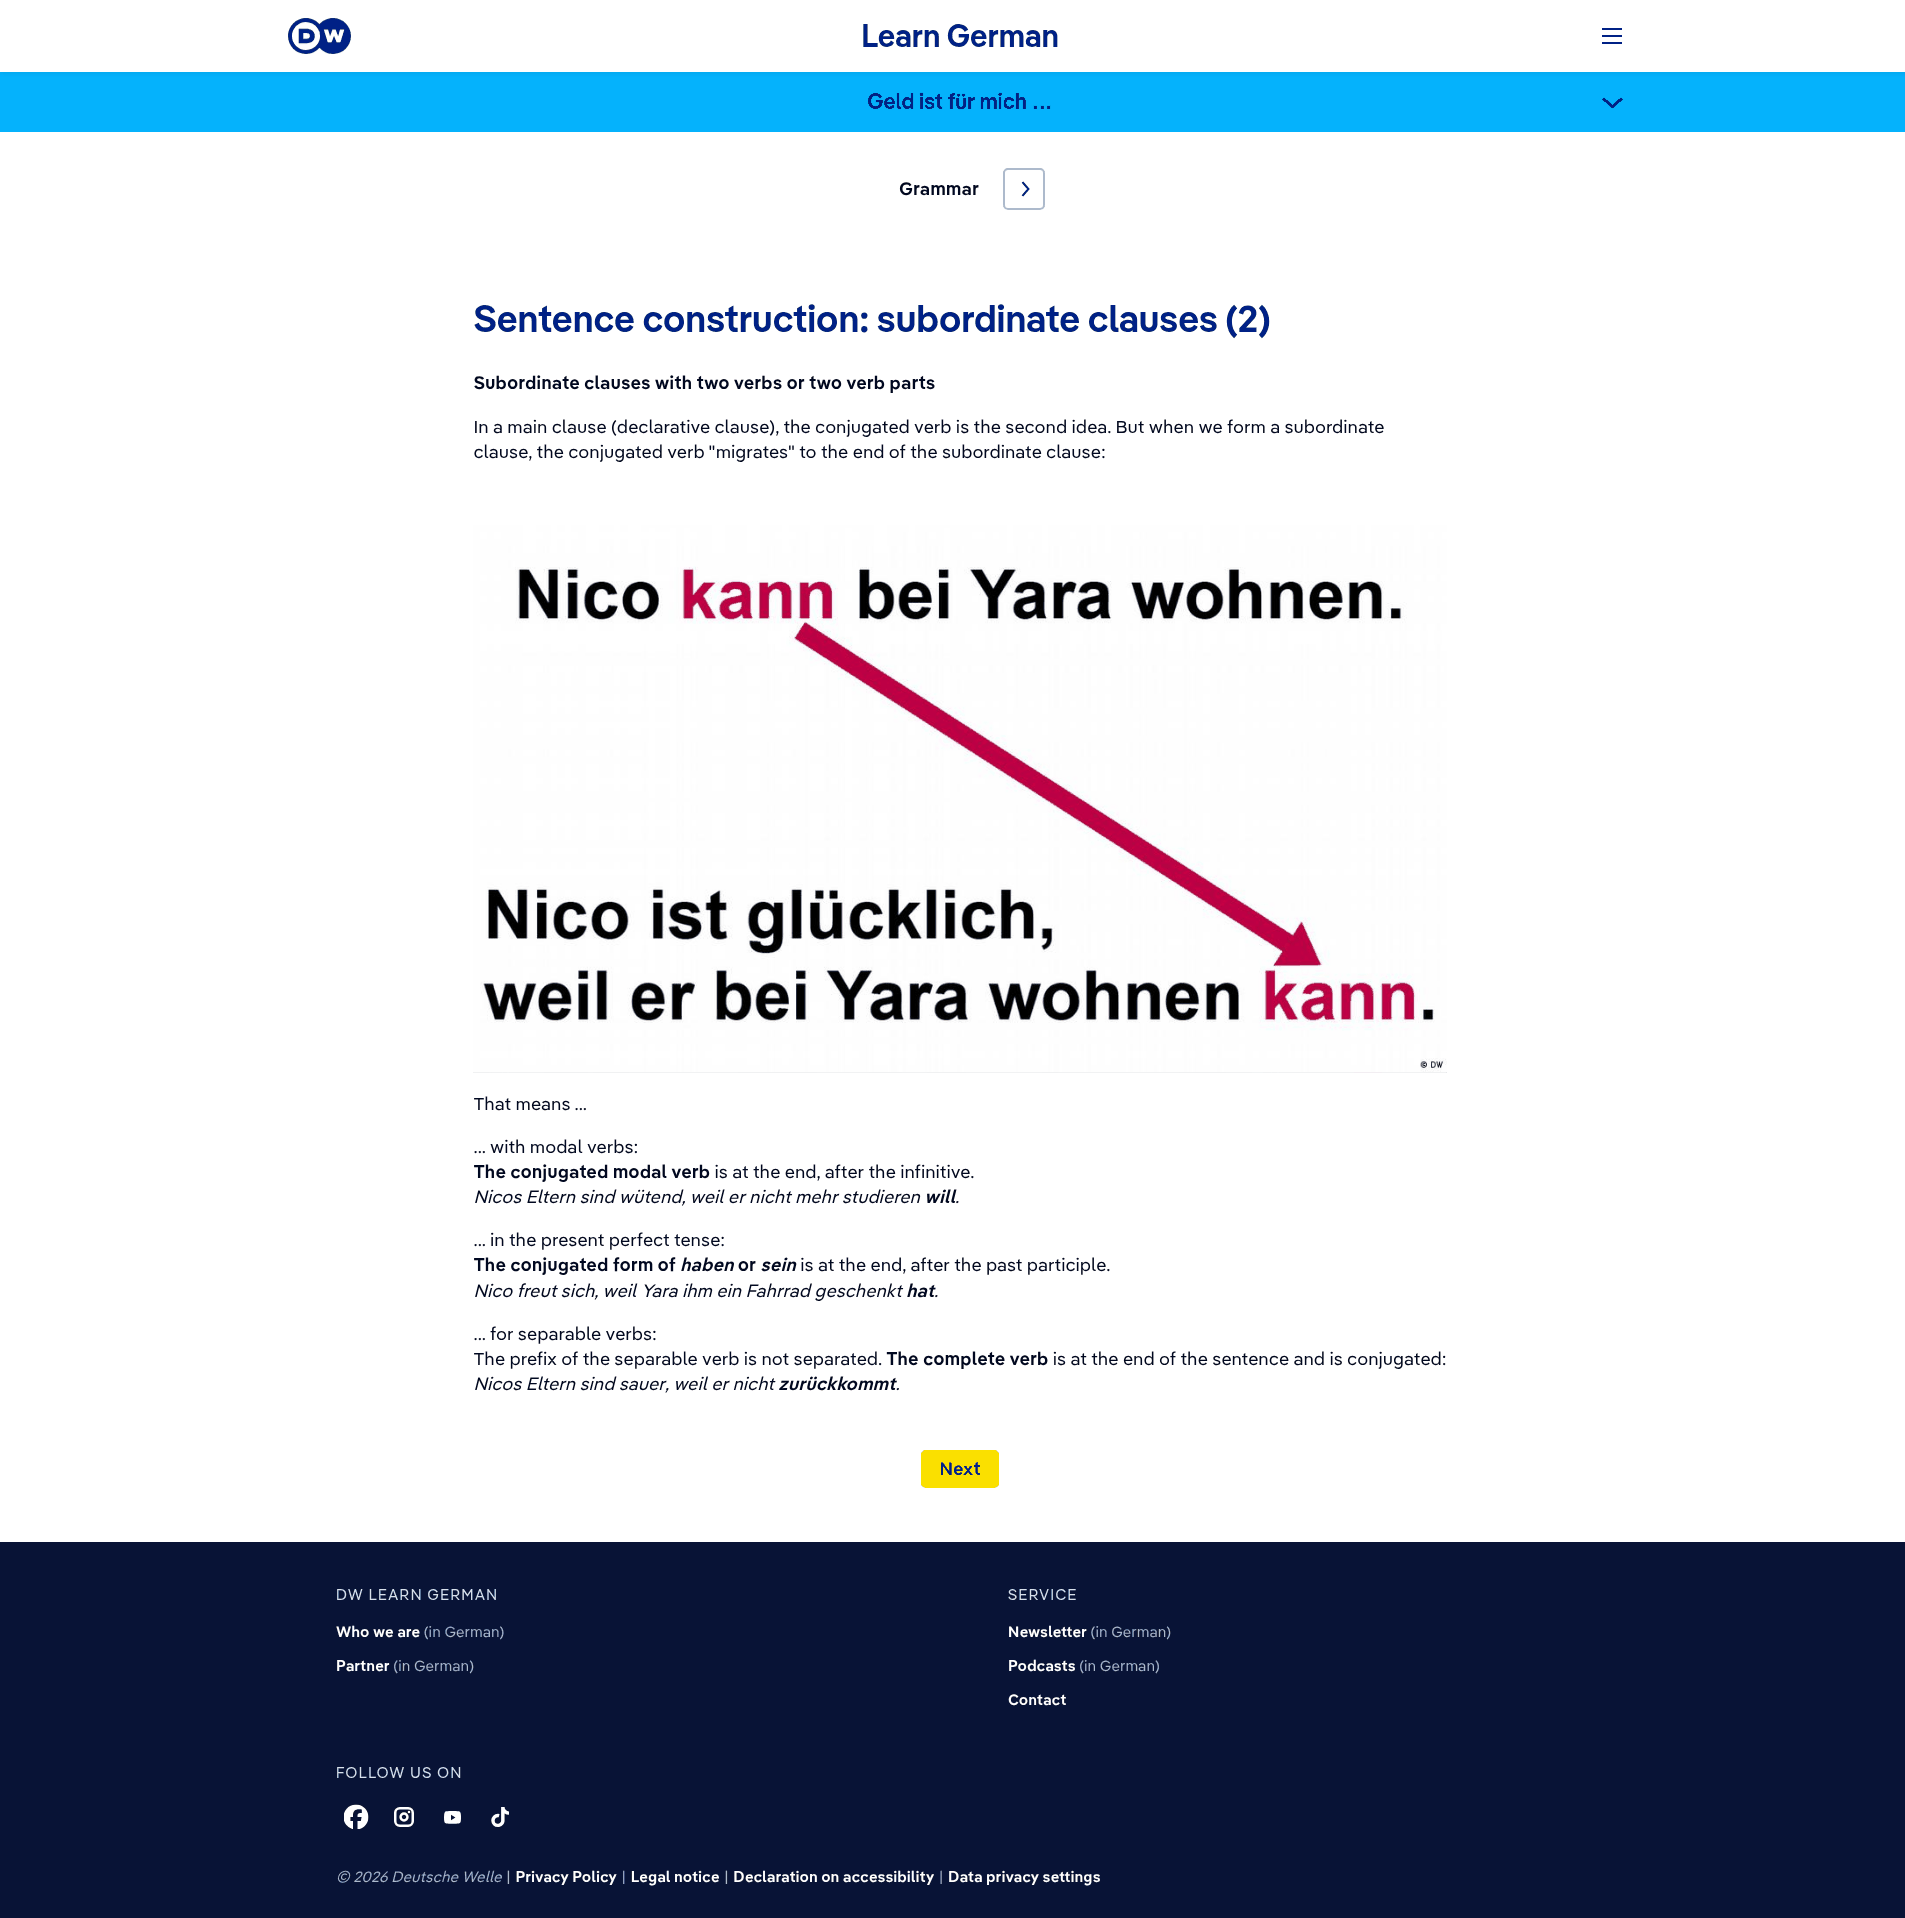 DW
Learn German
Geld ist für mich …
Grammar
Sentence construction: subordinate clauses (2)
Subordinate clauses with two verbs or two verb parts
In a main clause (declarative clause), the conjugated verb is the second idea. But when we form a subordinate
clause, the conjugated verb "migrates" to the end of the subordinate clause:
Nico kann bei Yara wohnen.
Nico ist glücklich,
weil er bei Yara wohnen kann.
© DW
That means ...
... with modal verbs:
The conjugated modal verb is at the end, after the infinitive.
Nicos Eltern sind wütend, weil er nicht mehr studieren will.
... in the present perfect tense:
The conjugated form of haben or sein is at the end, after the past participle.
Nico freut sich, weil Yara ihm ein Fahrrad geschenkt hat.
... for separable verbs:
The prefix of the separable verb is not separated. The complete verb is at the end of the sentence and is conjugated:
Nicos Eltern sind sauer, weil er nicht zurückkommt.
Next
DW LEARN GERMAN
Who we are (in German)
Partner (in German)
SERVICE
Newsletter (in German)
Podcasts (in German)
Contact
FOLLOW US ON
© 2026 Deutsche Welle | Privacy Policy | Legal notice | Declaration on accessibility | Data privacy settings